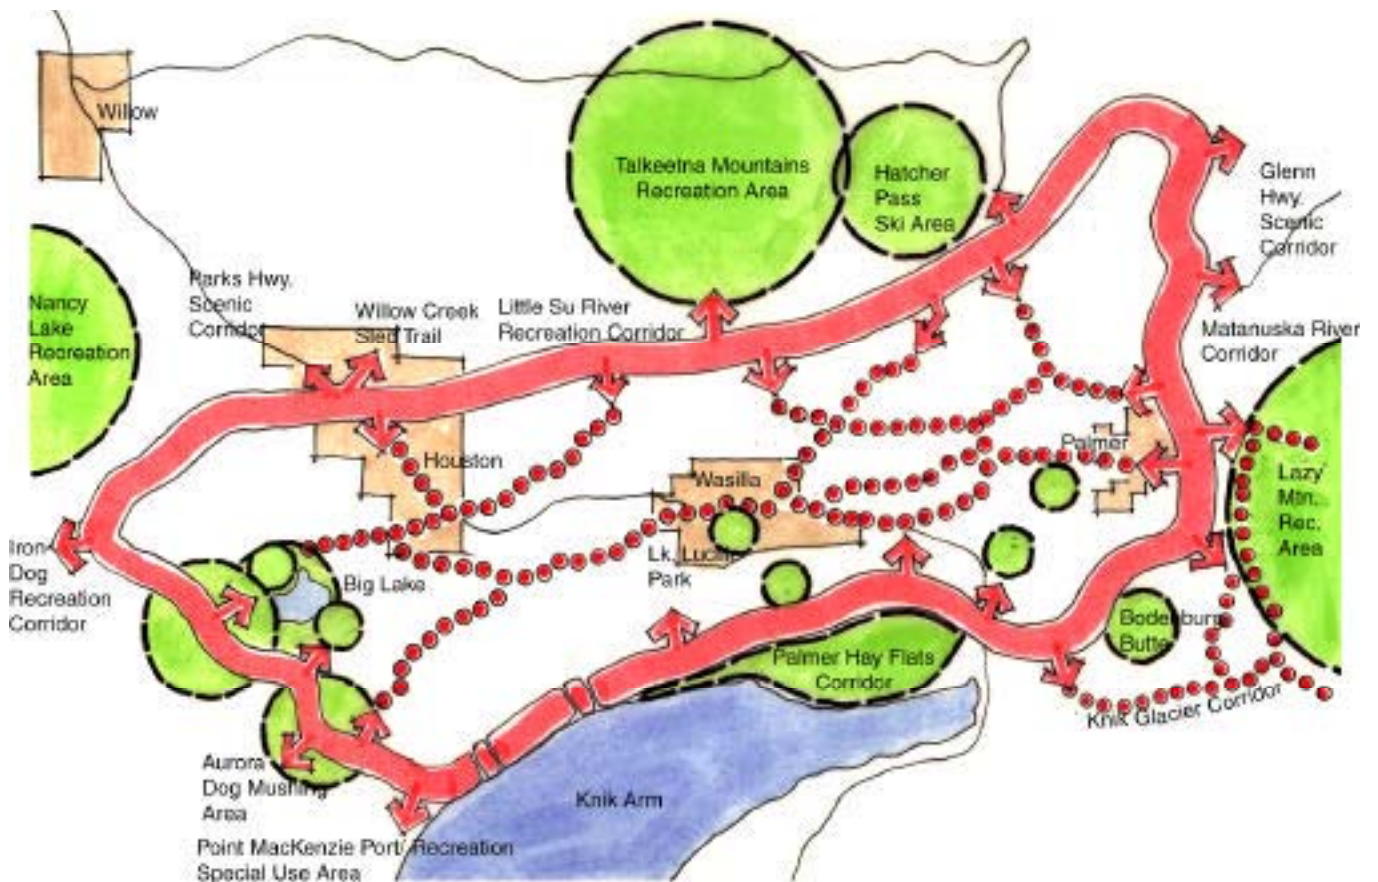 Willow
Talkeetna Mountains
Recreation Area
Hatcher
Pass
Ski Area
Glenn
Hwy.
Scenic
Corridor
Nancy
Lake
Recreation
Area
Parks Hwy.
Scenic
Corridor
Willow Creek
Sled Trail
Little Su River
Recreation Corridor
Matanuska River
Corridor
Houston
Wasilla
Palmer
Lazy
Mtn.
Rec.
Area
Iron
Dog
Recreation
Corridor
Big Lake
Lk. Lucille
Park
Bodenburg
Butte
Palmer Hay Flats
Corridor
Knik Glacier Corridor
Aurora
Dog Mushing
Area
Knik Arm
Point MacKenzie Port/ Recreation
Special Use Area